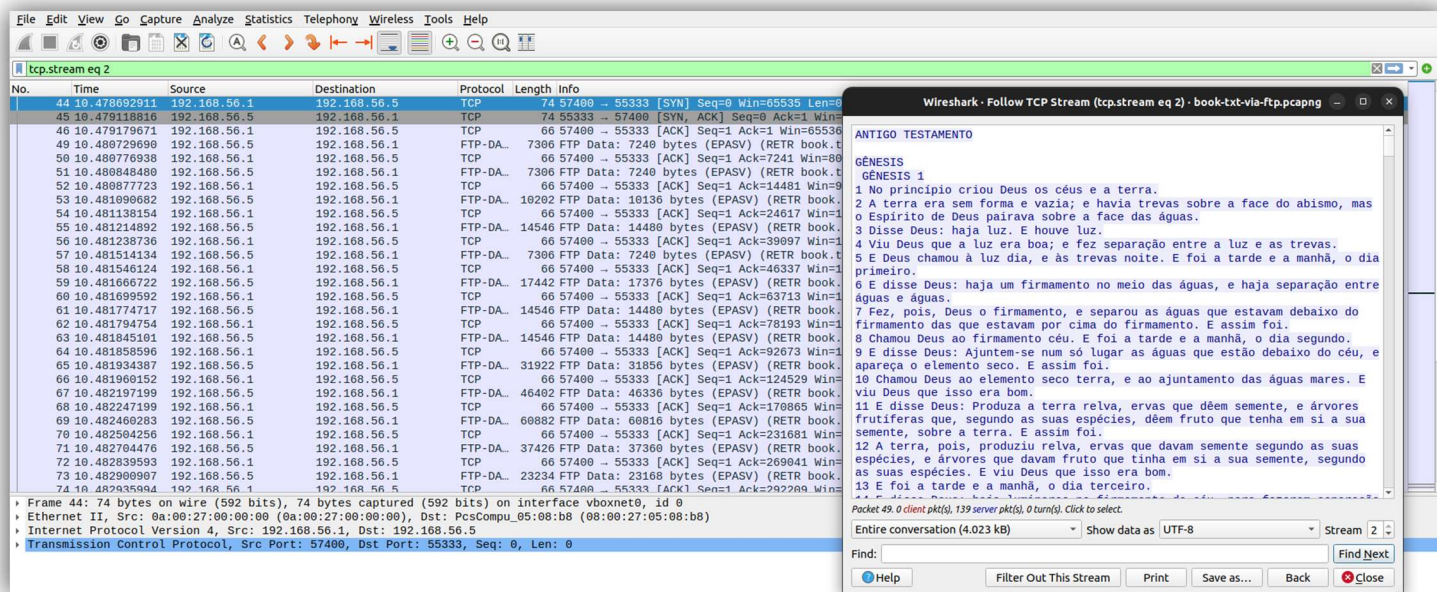 File Edit View Go Capture Analyze Statistics Telephony Wireless Tools Help
tcp.stream eq 2
No. Time Source Destination Protocol Length Info
44 10.478692911 192.168.56.1 192.168.56.5 TCP 74 57400 → 55333 [SYN] Seq=0 Win=65535 Len=0
45 10.479118816 192.168.56.5 192.168.56.1 TCP 74 55333 → 57400 [SYN, ACK] Seq=0 Ack=1 Win=
46 10.479179671 192.168.56.1 192.168.56.5 TCP 66 57400 → 55333 [ACK] Seq=1 Ack=1 Win=65536
49 10.480729690 192.168.56.5 192.168.56.1 FTP-DA… 7306 FTP Data: 7240 bytes (EPASV) (RETR book.t
50 10.480776938 192.168.56.1 192.168.56.5 TCP 66 57400 → 55333 [ACK] Seq=1 Ack=7241 Win=80
51 10.480848480 192.168.56.5 192.168.56.1 FTP-DA… 7306 FTP Data: 7240 bytes (EPASV) (RETR book.t
52 10.480877723 192.168.56.1 192.168.56.5 TCP 66 57400 → 55333 [ACK] Seq=1 Ack=14481 Win=9
53 10.481090682 192.168.56.5 192.168.56.1 FTP-DA… 10202 FTP Data: 10136 bytes (EPASV) (RETR book.
54 10.481138154 192.168.56.1 192.168.56.5 TCP 66 57400 → 55333 [ACK] Seq=1 Ack=24617 Win=1
55 10.481214892 192.168.56.5 192.168.56.1 FTP-DA… 14546 FTP Data: 14480 bytes (EPASV) (RETR book.
56 10.481238736 192.168.56.1 192.168.56.5 TCP 66 57400 → 55333 [ACK] Seq=1 Ack=39097 Win=1
57 10.481514134 192.168.56.5 192.168.56.1 FTP-DA… 7306 FTP Data: 7240 bytes (EPASV) (RETR book.t
58 10.481546124 192.168.56.1 192.168.56.5 TCP 66 57400 → 55333 [ACK] Seq=1 Ack=46337 Win=1
59 10.481666722 192.168.56.5 192.168.56.1 FTP-DA… 17442 FTP Data: 17376 bytes (EPASV) (RETR book.
60 10.481699592 192.168.56.1 192.168.56.5 TCP 66 57400 → 55333 [ACK] Seq=1 Ack=63713 Win=1
61 10.481774717 192.168.56.5 192.168.56.1 FTP-DA… 14546 FTP Data: 14480 bytes (EPASV) (RETR book.
62 10.481794754 192.168.56.1 192.168.56.5 TCP 66 57400 → 55333 [ACK] Seq=1 Ack=78193 Win=1
63 10.481845101 192.168.56.5 192.168.56.1 FTP-DA… 14546 FTP Data: 14480 bytes (EPASV) (RETR book.
64 10.481858596 192.168.56.1 192.168.56.5 TCP 66 57400 → 55333 [ACK] Seq=1 Ack=92673 Win=1
65 10.481934387 192.168.56.5 192.168.56.1 FTP-DA… 31922 FTP Data: 31856 bytes (EPASV) (RETR book.
66 10.481960152 192.168.56.1 192.168.56.5 TCP 66 57400 → 55333 [ACK] Seq=1 Ack=124529 Win=
67 10.482197199 192.168.56.5 192.168.56.1 FTP-DA… 46402 FTP Data: 46336 bytes (EPASV) (RETR book.
68 10.482247199 192.168.56.1 192.168.56.5 TCP 66 57400 → 55333 [ACK] Seq=1 Ack=170865 Win=
69 10.482460283 192.168.56.5 192.168.56.1 FTP-DA… 60882 FTP Data: 60816 bytes (EPASV) (RETR book.
70 10.482504256 192.168.56.1 192.168.56.5 TCP 66 57400 → 55333 [ACK] Seq=1 Ack=231681 Win=
71 10.482704476 192.168.56.5 192.168.56.1 FTP-DA… 37426 FTP Data: 37360 bytes (EPASV) (RETR book.
72 10.482839593 192.168.56.1 192.168.56.5 TCP 66 57400 → 55333 [ACK] Seq=1 Ack=269041 Win=
73 10.482900907 192.168.56.5 192.168.56.1 FTP-DA… 23234 FTP Data: 23168 bytes (EPASV) (RETR book.
74 10.482935994 192.168.56.1 192.168.56.5 TCP 66 57400 → 55333 [ACK] Seq=1 Ack=292209 Win=
Frame 44: 74 bytes on wire (592 bits), 74 bytes captured (592 bits) on interface vboxnet0, id 0
Ethernet II, Src: 0a:00:27:00:00:00 (0a:00:27:00:00:00), Dst: PcsCompu_05:08:b8 (08:00:27:05:08:b8)
Internet Protocol Version 4, Src: 192.168.56.1, Dst: 192.168.56.5
Transmission Control Protocol, Src Port: 57400, Dst Port: 55333, Seq: 0, Len: 0
Wireshark · Follow TCP Stream (tcp.stream eq 2) · book-txt-via-ftp.pcapng
ANTIGO TESTAMENTO
GÊNESIS
GÊNESIS 1
1 No princípio criou Deus os céus e a terra.
2 A terra era sem forma e vazia; e havia trevas sobre a face do abismo, mas
o Espírito de Deus pairava sobre a face das águas.
3 Disse Deus: haja luz. E houve luz.
4 Viu Deus que a luz era boa; e fez separação entre a luz e as trevas.
5 E Deus chamou à luz dia, e às trevas noite. E foi a tarde e a manhã, o dia
primeiro.
6 E disse Deus: haja um firmamento no meio das águas, e haja separação entre
águas e águas.
7 Fez, pois, Deus o firmamento, e separou as águas que estavam debaixo do
firmamento das que estavam por cima do firmamento. E assim foi.
8 Chamou Deus ao firmamento céu. E foi a tarde e a manhã, o dia segundo.
9 E disse Deus: Ajuntem-se num só lugar as águas que estão debaixo do céu, e
apareça o elemento seco. E assim foi.
10 Chamou Deus ao elemento seco terra, e ao ajuntamento das águas mares. E
viu Deus que isso era bom.
11 E disse Deus: Produza a terra relva, ervas que dêem semente, e árvores
frutíferas que, segundo as suas espécies, dêem fruto que tenha em si a sua
semente, sobre a terra. E assim foi.
12 A terra, pois, produziu relva, ervas que davam semente segundo as suas
espécies, e árvores que davam fruto que tinha em si a sua semente, segundo
as suas espécies. E viu Deus que isso era bom.
13 E foi a tarde e a manhã, o dia terceiro.
Packet 49. 0 client pkt(s), 139 server pkt(s), 0 turn(s). Click to select.
Entire conversation (4.023 kB) Show data as UTF-8 Stream 2
Find: Find Next
Help Filter Out This Stream Print Save as… Back Close